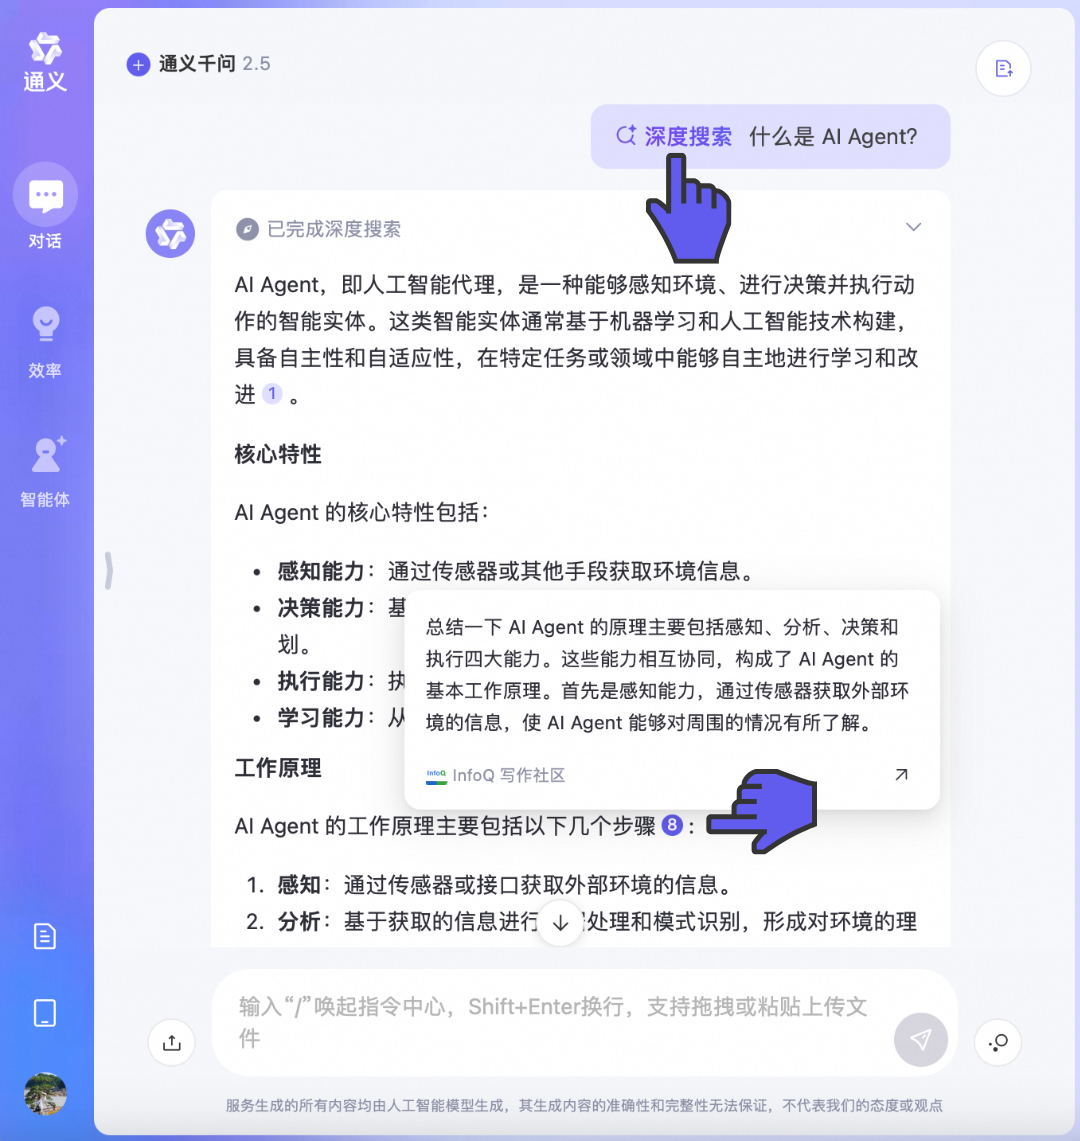 通义
对话
效率
智能体
通义千问 2.5
深度搜索 什么是 AI Agent?
已完成深度搜索
AI Agent，即人工智能代理，是一种能够感知环境、进行决策并执行动
作的智能实体。这类智能实体通常基于机器学习和人工智能技术构建，
具备自主性和自适应性，在特定任务或领域中能够自主地进行学习和改
进 1 。
核心特性
AI Agent 的核心特性包括：
• 感知能力：通过传感器或其他手段获取环境信息。
• 决策能力：基
划。
• 执行能力：执
• 学习能力：从
总结一下 AI Agent 的原理主要包括感知、分析、决策和
执行四大能力。这些能力相互协同，构成了 AI Agent 的
基本工作原理。首先是感知能力，通过传感器获取外部环
境的信息，使 AI Agent 能够对周围的情况有所了解。
InfoQ InfoQ 写作社区
工作原理
AI Agent 的工作原理主要包括以下几个步骤 8 ：
1. 感知：通过传感器或接口获取外部环境的信息。
2. 分析：基于获取的信息进行 处理和模式识别，形成对环境的理
输入“/”唤起指令中心，Shift+Enter换行，支持拖拽或粘贴上传文
件
服务生成的所有内容均由人工智能模型生成，其生成内容的准确性和完整性无法保证，不代表我们的态度或观点